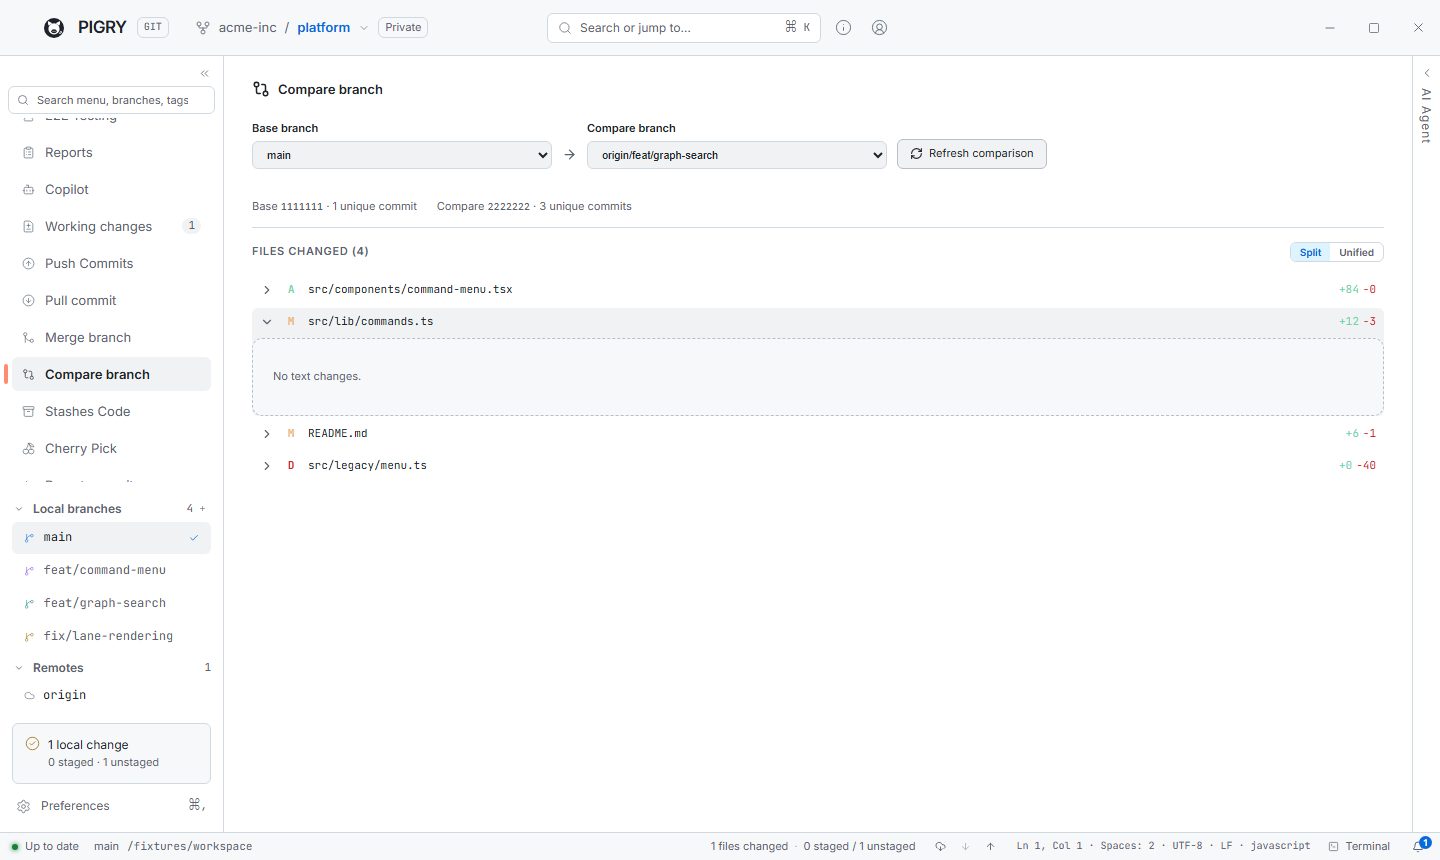 PIGRY GIT acme-inc / platform Private Search or jump to... ⌘ K
Search menu, branches, tags
E2E Testing
Reports
Copilot
Working changes 1
Push Commits
Pull commit
Merge branch
Compare branch
Stashes Code
Cherry Pick
Local branches 4 +
main
feat/command-menu
feat/graph-search
fix/lane-rendering
Remotes 1
origin
1 local change
0 staged · 1 unstaged
Preferences ⌘,
Compare branch
Base branch Compare branch
main → origin/feat/graph-search Refresh comparison
Base 1111111 · 1 unique commit Compare 2222222 · 3 unique commits
FILES CHANGED (4) Split Unified
A src/components/command-menu.tsx +84 -0
M src/lib/commands.ts +12 -3
No text changes.
M README.md +6 -1
D src/legacy/menu.ts +0 -40
AI Agent
Up to date main /fixtures/workspace 1 files changed · 0 staged / 1 unstaged Ln 1, Col 1 · Spaces: 2 · UTF-8 · LF · javascript Terminal 1